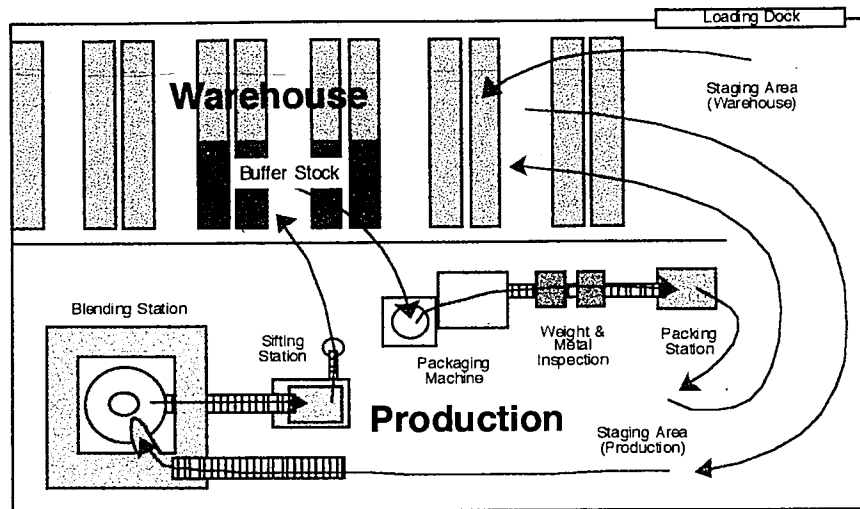 Loading Dock
Warehouse
Staging Area
(Warehouse)
Buffer Stock
Blending Station
Sifting
Station
Packaging
Machine
Weight &
Metal
Inspection
Packing
Station
Production
Staging Area
(Production)